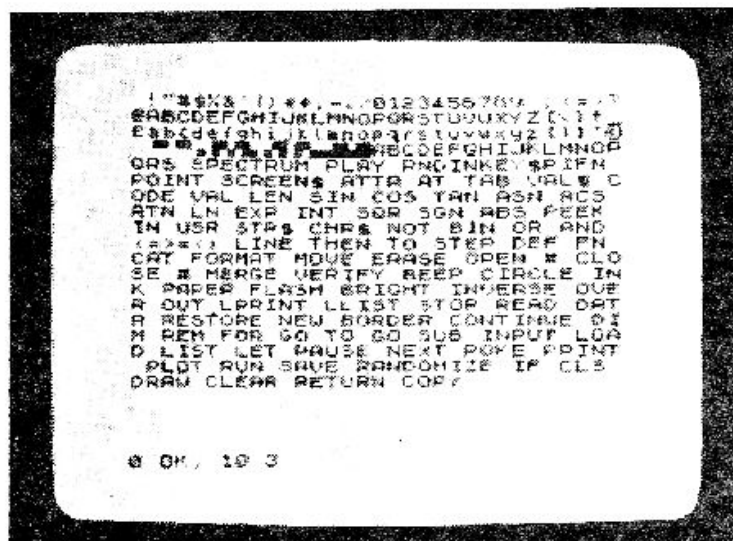 !"#$%&'()*+,-./0123456789:;<=>?
@ABCDEFGHIJKLMNOPQRSTUVWXYZ[\]↑_
£abcdefghijklmnopqrstuvwxyz{|}~©
ABCDEFGHIJKLMNOP
QRS SPECTRUM PLAY RNDINKEY$PIFN
POINT SCREEN$ ATTR AT TAB VAL$ C
ODE VAL LEN SIN COS TAN ASN ACS
ATN LN EXP INT SQR SGN ABS PEEK
IN USR STR$ CHR$ NOT BIN OR AND
<=>=<> LINE THEN TO STEP DEF FN
CAT FORMAT MOVE ERASE OPEN # CLO
SE # MERGE VERIFY BEEP CIRCLE IN
K PAPER FLASH BRIGHT INVERSE OVE
R OUT LPRINT LLIST STOP READ DAT
A RESTORE NEW BORDER CONTINUE DI
M REM FOR GO TO GO SUB INPUT LOA
D LIST LET PAUSE NEXT POKE PRINT
PLOT RUN SAVE RANDOMIZE IF CLS
DRAW CLEAR RETURN COPY
0 OK, 10:3